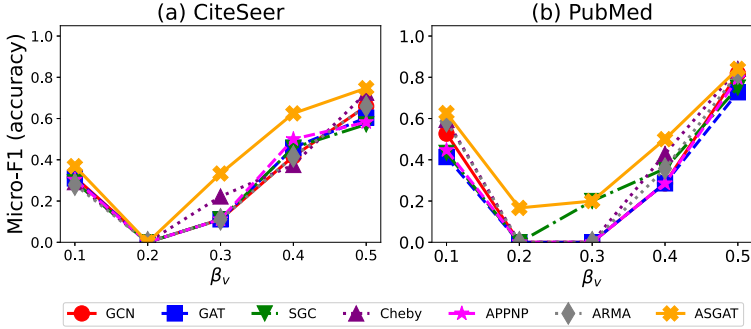 (a) CiteSeer
(b) PubMed
Micro-F1 (accuracy)
1.0
0.8
0.6
0.4
0.2
0.0
0.1 0.2 0.3 0.4 0.5
βv
1.0
0.8
0.6
0.4
0.2
0.0
0.1 0.2 0.3 0.4 0.5
βv
GCN GAT SGC Cheby APPNP ARMA ASGAT